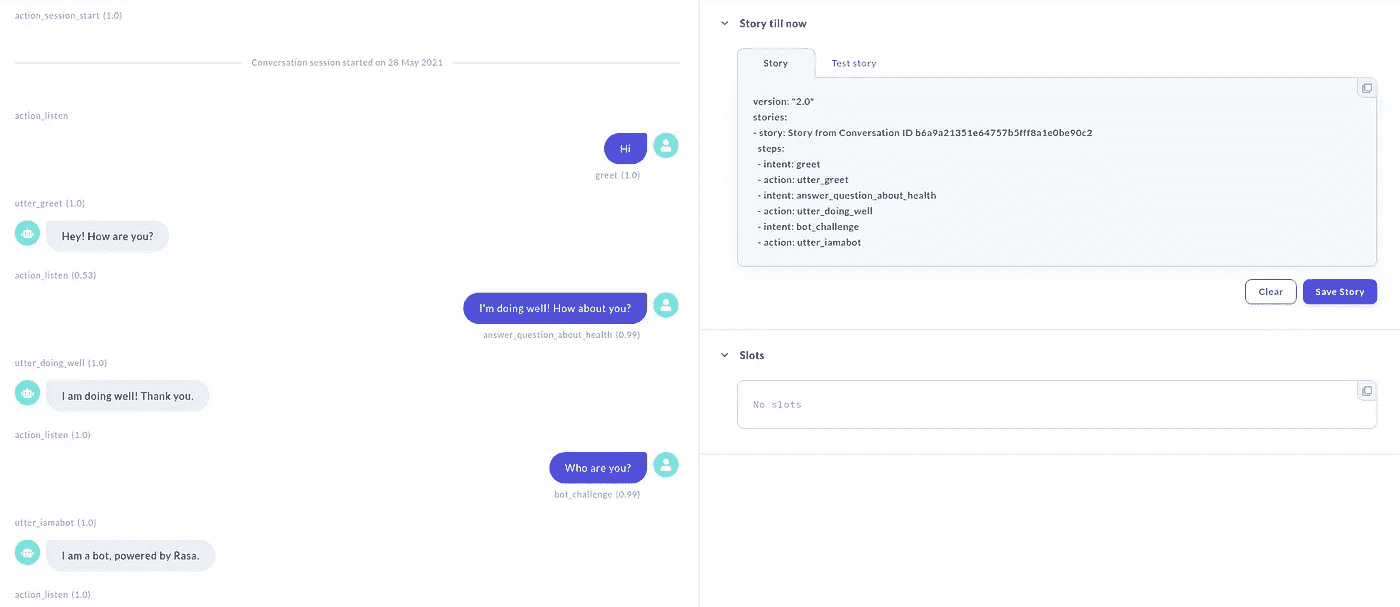 action_session_start (1.0)
Conversation session started on 28 May 2021
action_listen
Hi
greet (1.0)
utter_greet (1.0)
Hey! How are you?
action_listen (0.53)
I'm doing well! How about you?
answer_question_about_health (0.99)
utter_doing_well (1.0)
I am doing well! Thank you.
action_listen (1.0)
Who are you?
bot_challenge (0.99)
utter_iamabot (1.0)
I am a bot, powered by Rasa.
action_listen (1.0)
Story till now
Story
Test story
version: "2.0"
stories:
- story: Story from Conversation ID b6a9a21351e64757b5fff8a1e0be90c2
steps:
- intent: greet
- action: utter_greet
- intent: answer_question_about_health
- action: utter_doing_well
- intent: bot_challenge
- action: utter_iamabot
Clear
Save Story
Slots
No slots